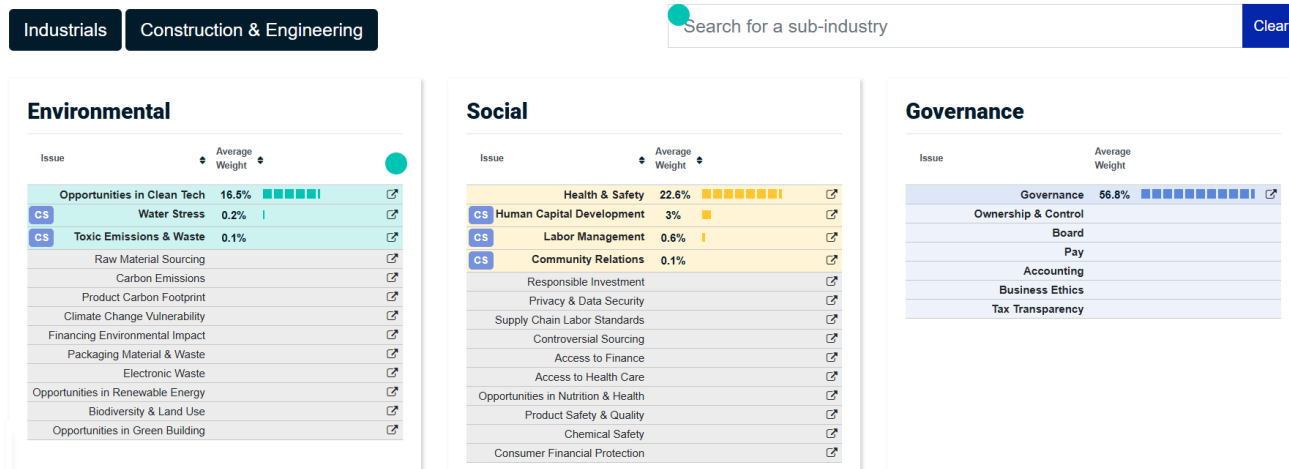 Industrials
Construction & Engineering
Search for a sub-industry
Clear
Environmental
Issue Average Weight
Opportunities in Clean Tech 16.5%
CS Water Stress 0.2%
CS Toxic Emissions & Waste 0.1%
Raw Material Sourcing
Carbon Emissions
Product Carbon Footprint
Climate Change Vulnerability
Financing Environmental Impact
Packaging Material & Waste
Electronic Waste
Opportunities in Renewable Energy
Biodiversity & Land Use
Opportunities in Green Building
Social
Issue Average Weight
Health & Safety 22.6%
CS Human Capital Development 3%
CS Labor Management 0.6%
CS Community Relations 0.1%
Responsible Investment
Privacy & Data Security
Supply Chain Labor Standards
Controversial Sourcing
Access to Finance
Access to Health Care
Opportunities in Nutrition & Health
Product Safety & Quality
Chemical Safety
Consumer Financial Protection
Governance
Issue Average Weight
Governance 56.8%
Ownership & Control
Board
Pay
Accounting
Business Ethics
Tax Transparency